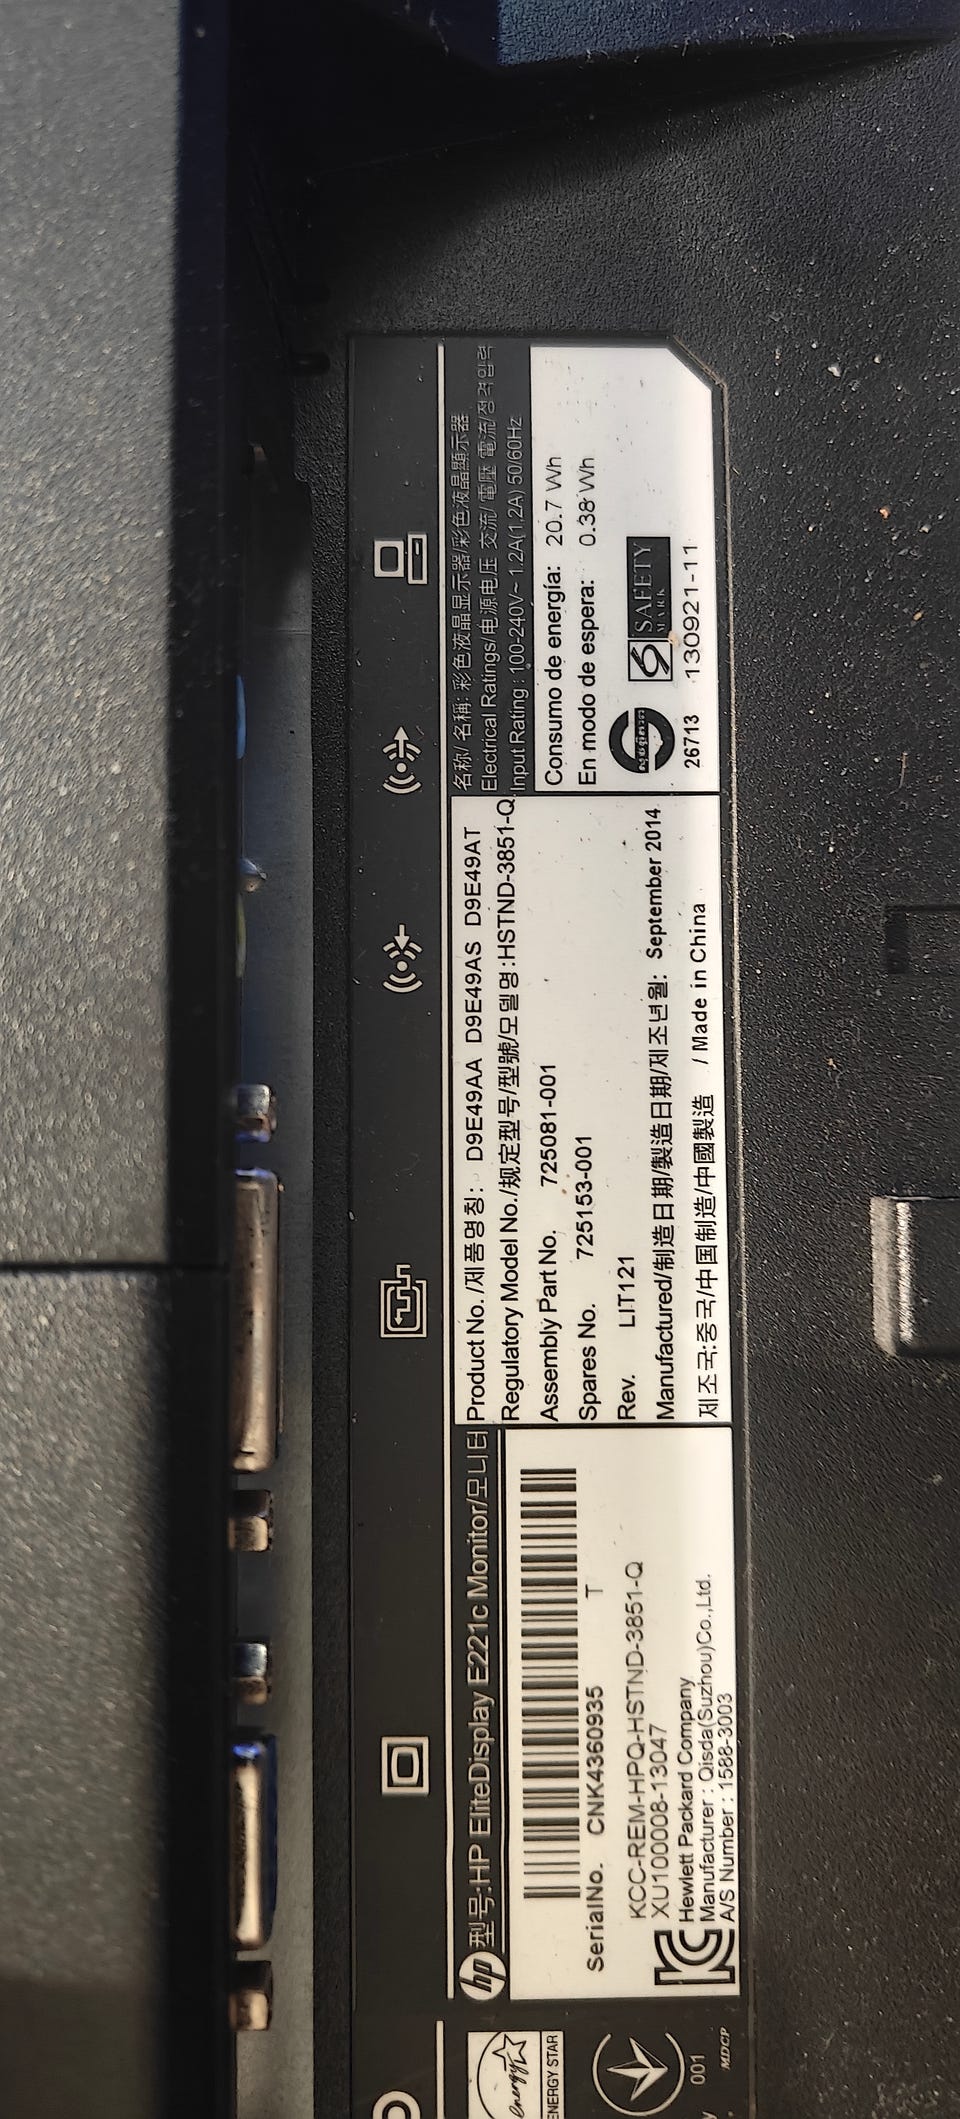 hp 型号:HP EliteDisplay E221c Monitor/모니터
SerialNo. CNK4360935 T
KCC-REM-HPQ-HSTND-3851-Q
XU100008-13047
Hewlett Packard Company
Manufacturer : Qisda(Suzhou)Co.,Ltd.
A/S Number : 1588-3003
Product No./제품명칭: D9E49AA D9E49AS D9E49AT
Regulatory Model No./规定型号/型號/모델명:HSTND-3851-Q
Assembly Part No. 725081-001
Spares No. 725153-001
Rev. LIT121
Manufactured/制造日期/製造日期/제조년월: September 2014
제조국:중국/中国制造/中國製造 / Made in China
名称/ 名稱: 彩色液晶显示器/彩色液晶顯示器
Electrical Ratings/电源电压 交流/電壓 電流/정격입력
Input Rating : 100-240V~ 1.2A(1.2A) 50/60Hz
Consumo de energía: 20.7 Wh
En modo de espera: 0.38 Wh
SAFETY
MARK
26713 130921-11
energy
ENERGY STAR
001
MDCP